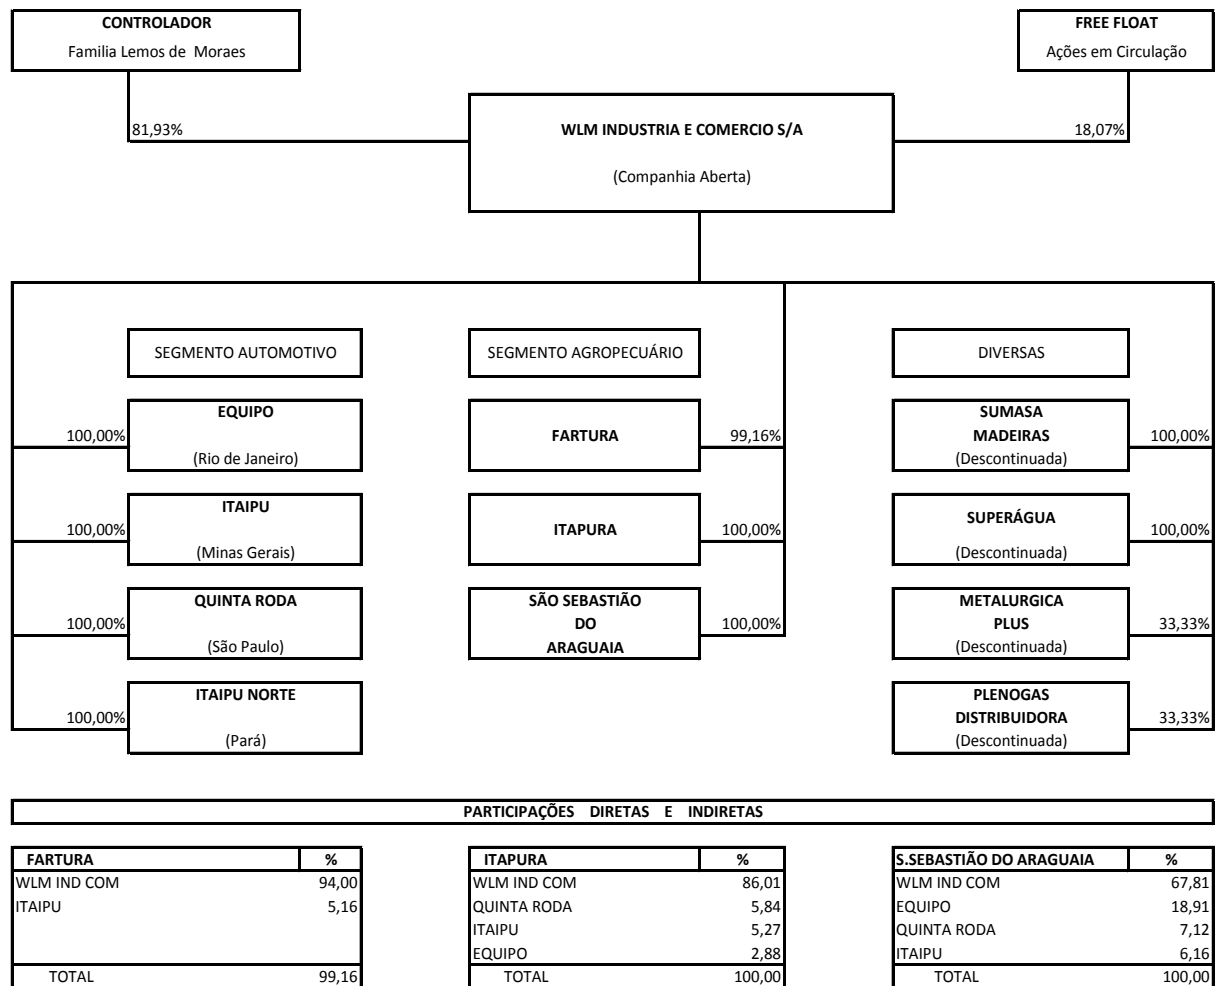 CONTROLADOR
Familia Lemos de Moraes
FREE FLOAT
Ações em Circulação
81,93%
WLM INDUSTRIA E COMERCIO S/A
(Companhia Aberta)
18,07%
SEGMENTO AUTOMOTIVO
SEGMENTO AGROPECUÁRIO
DIVERSAS
100,00%
EQUIPO
(Rio de Janeiro)
FARTURA
99,16%
SUMASA
MADEIRAS
(Descontinuada)
100,00%
100,00%
ITAIPU
(Minas Gerais)
ITAPURA
100,00%
SUPERÁGUA
(Descontinuada)
100,00%
100,00%
QUINTA RODA
(São Paulo)
SÃO SEBASTIÃO
DO
ARAGUAIA
100,00%
METALURGICA
PLUS
(Descontinuada)
33,33%
100,00%
ITAIPU NORTE
(Pará)
PLENOGAS
DISTRIBUIDORA
(Descontinuada)
33,33%
PARTICIPAÇÕES DIRETAS E INDIRETAS
FARTURA %
WLM IND COM 94,00
ITAIPU 5,16
TOTAL 99,16
ITAPURA %
WLM IND COM 86,01
QUINTA RODA 5,84
ITAIPU 5,27
EQUIPO 2,88
TOTAL 100,00
S.SEBASTIÃO DO ARAGUAIA %
WLM IND COM 67,81
EQUIPO 18,91
QUINTA RODA 7,12
ITAIPU 6,16
TOTAL 100,00